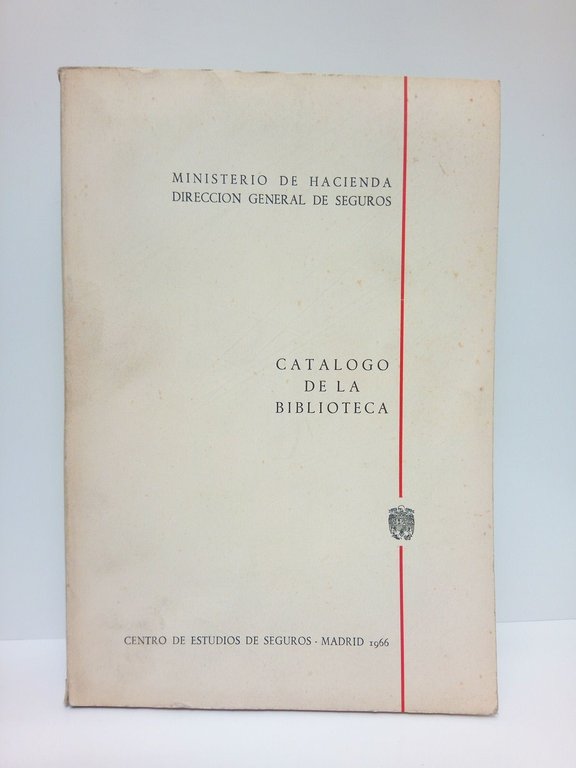 MINISTERIO DE HACIENDA
DIRECCION GENERAL DE SEGUROS
CATALOGO
DE LA
BIBLIOTECA
CENTRO DE ESTUDIOS DE SEGUROS · MADRID 1966